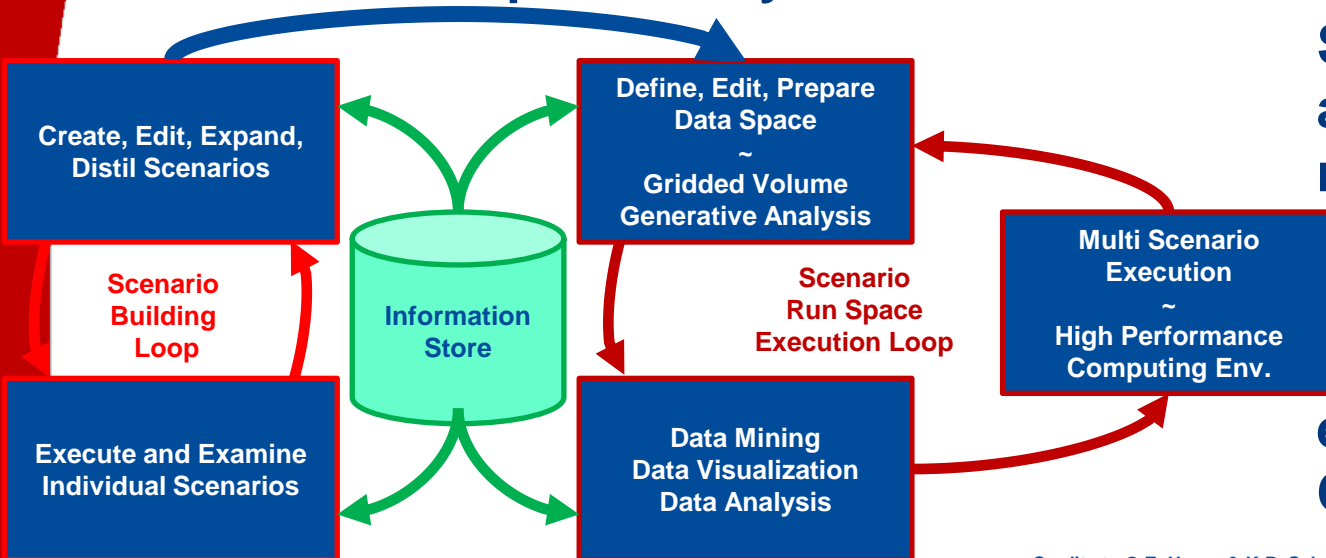 Create, Edit, Expand,
Distil Scenarios
Define, Edit, Prepare
Data Space
~
Gridded Volume
Generative Analysis
Multi Scenario
Execution
~
High Performance
Computing Env.
Scenario
Building
Loop
Information
Store
Scenario
Run Space
Execution Loop
Execute and Examine
Individual Scenarios
Data Mining
Data Visualization
Data Analysis